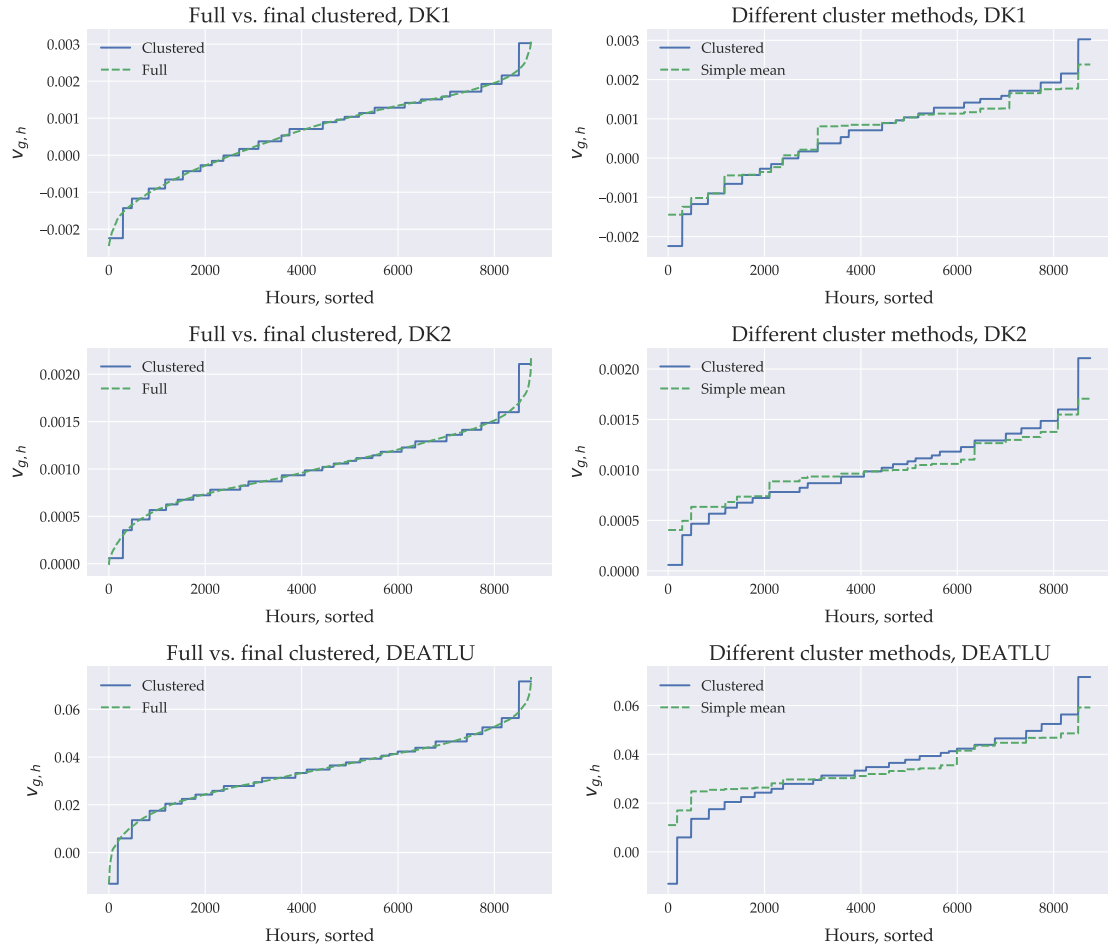 Full vs. final clustered, DK1
Clustered
Full
0.003
0.002
0.001
0.000
−0.001
−0.002
v_{g, h}
0
2000
4000
6000
8000
Hours, sorted
Different cluster methods, DK1
Clustered
Simple mean
0.003
0.002
0.001
0.000
−0.001
−0.002
v_{g, h}
0
2000
4000
6000
8000
Hours, sorted
Full vs. final clustered, DK2
Clustered
Full
0.0020
0.0015
0.0010
0.0005
0.0000
v_{g, h}
0
2000
4000
6000
8000
Hours, sorted
Different cluster methods, DK2
Clustered
Simple mean
0.0020
0.0015
0.0010
0.0005
0.0000
v_{g, h}
0
2000
4000
6000
8000
Hours, sorted
Full vs. final clustered, DEATLU
Clustered
Full
0.06
0.04
0.02
0.00
v_{g, h}
0
2000
4000
6000
8000
Hours, sorted
Different cluster methods, DEATLU
Clustered
Simple mean
0.06
0.04
0.02
0.00
v_{g, h}
0
2000
4000
6000
8000
Hours, sorted